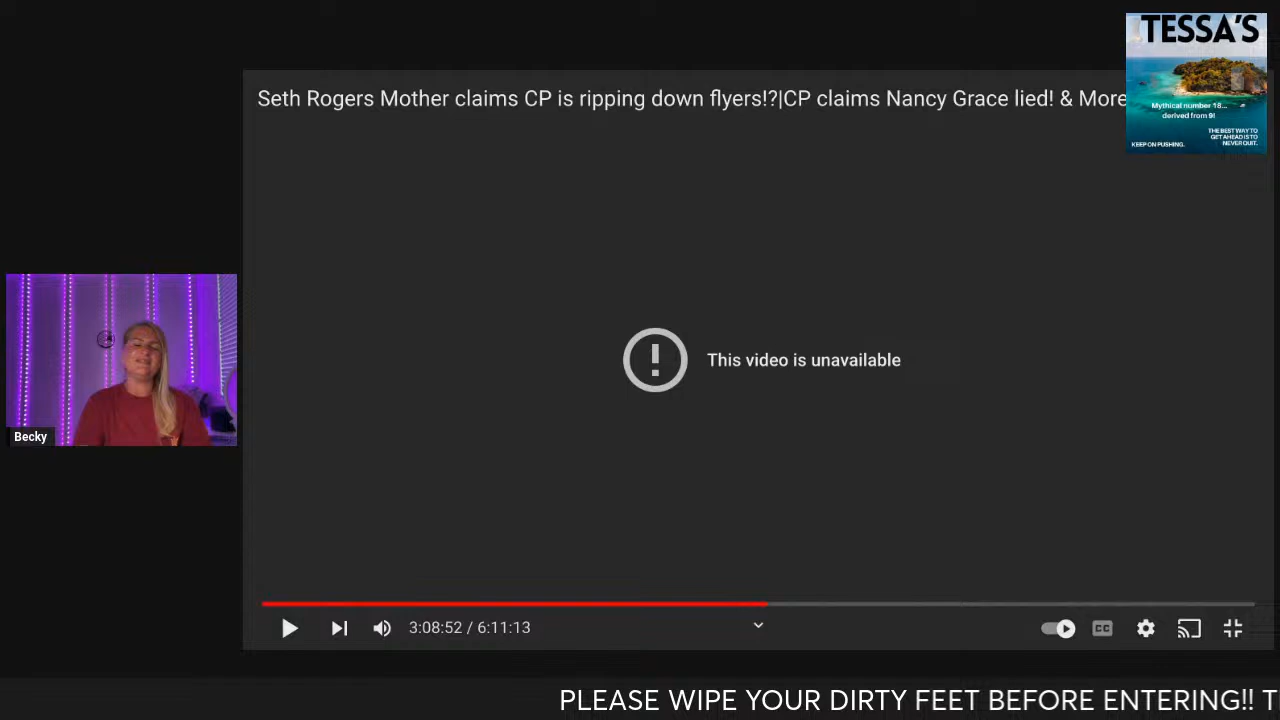 TESSA'S
Seth Rogers Mother claims CP is ripping down flyers!?|CP claims Nancy Grace lied! & More
Mythical number 18...
derived from 9!
THE BEST WAY TO
GET AHEAD IS TO
NEVER QUIT.
KEEP ON PUSHING.
This video is unavailable
Becky
3:08:52 / 6:11:13
CC
PLEASE WIPE YOUR DIRTY FEET BEFORE ENTERING!! T